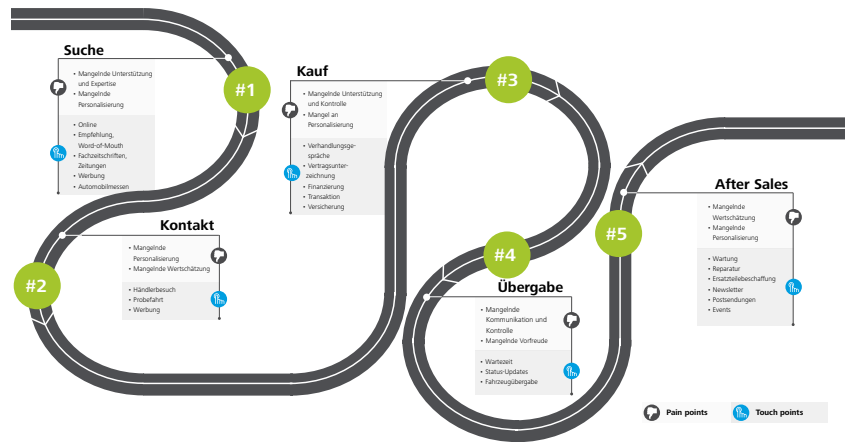 Suche
• Mangelnde Unterstützung
und Expertise
• Mangelnde
Personalisierung
• Online
• Empfehlung,
Word-of-Mouth
• Fachzeitschriften,
Zeitungen
• Werbung
• Automobilmessen
#1
Kontakt
• Mangelnde
Personalisierung
• Mangelnde Wertschätzung
• Händlerbesuch
• Probefahrt
• Werbung
#2
Kauf
• Mangelnde Unterstützung
und Kontrolle
• Mangel an
Personalisierung
• Verhandlungsge-
spräche
• Vertragsunter-
zeichnung
• Finanzierung
• Transaktion
• Versicherung
#3
#4
Übergabe
• Mangelnde
Kommunikation und
Kontrolle
• Mangelnde Vorfreude
• Wartezeit
• Status-Updates
• Fahrzeugübergabe
#5
After Sales
• Mangelnde
Wertschätzung
• Mangelnde
Personalisierung
• Wartung
• Reparatur
• Ersatzteilebeschaffung
• Newsletter
• Postsendungen
• Events
Pain points
Touch points